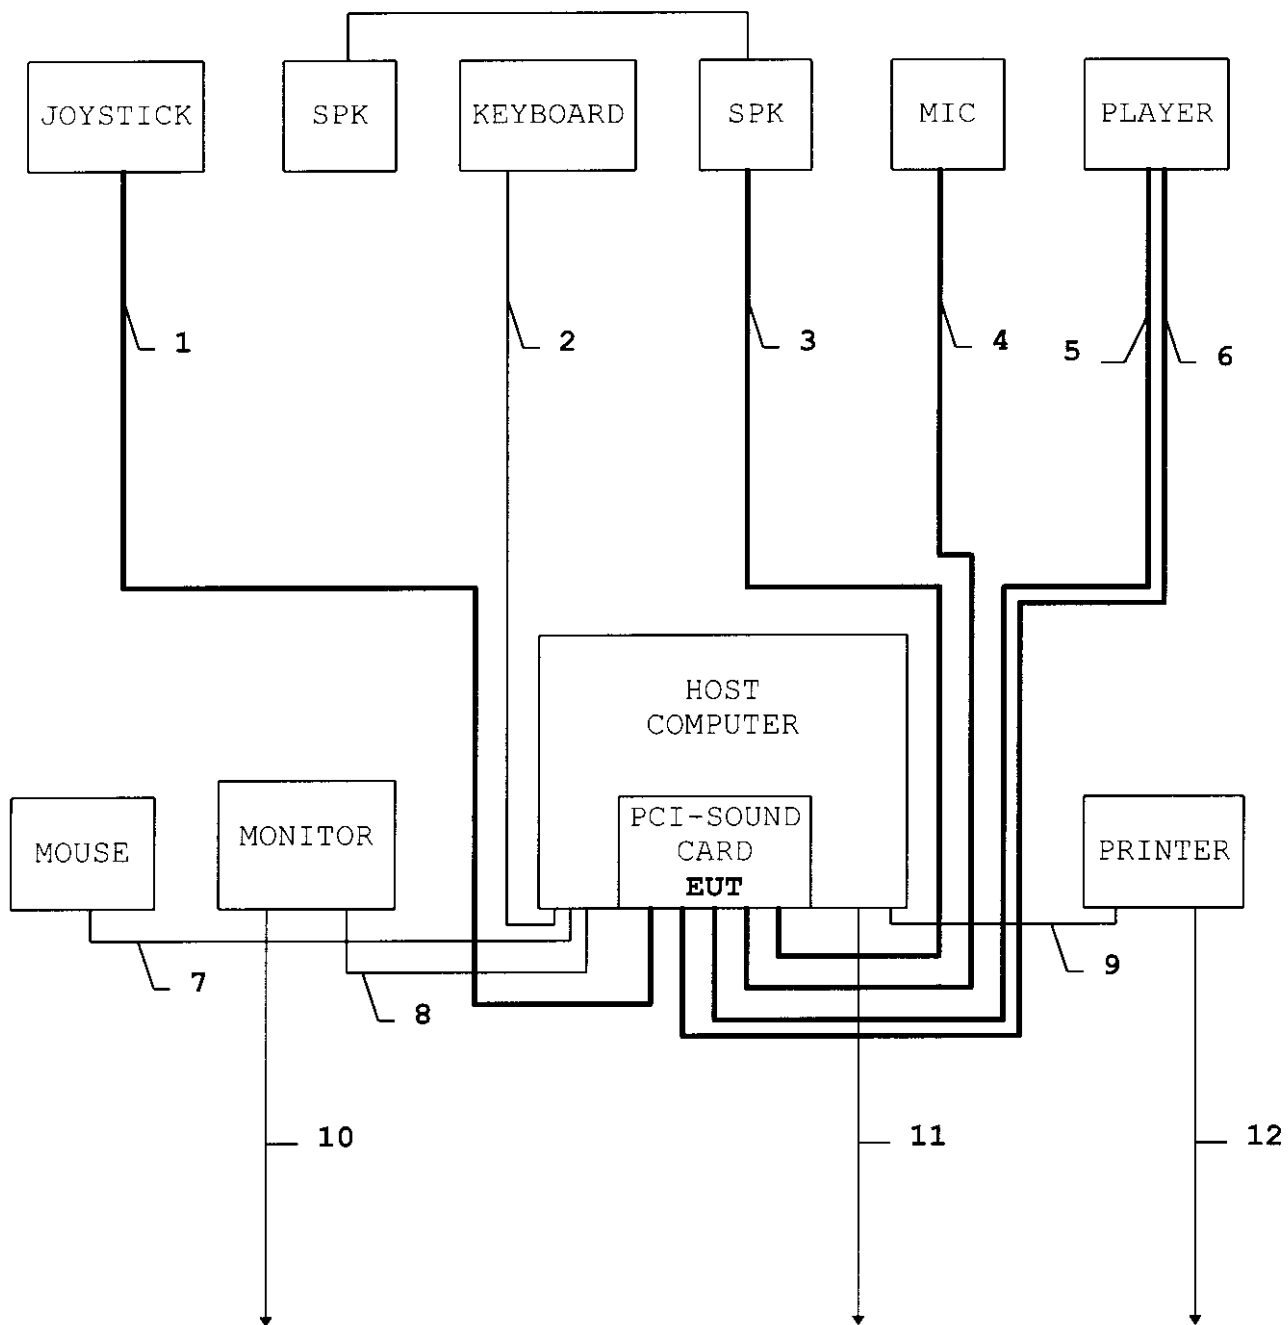 JOYSTICK
SPK
KEYBOARD
SPK
MIC
PLAYER
1
2
3
4
5
6
HOST
COMPUTER
MOUSE
MONITOR
PCI-SOUND
CARD
EUT
PRINTER
7
8
9
10
11
12